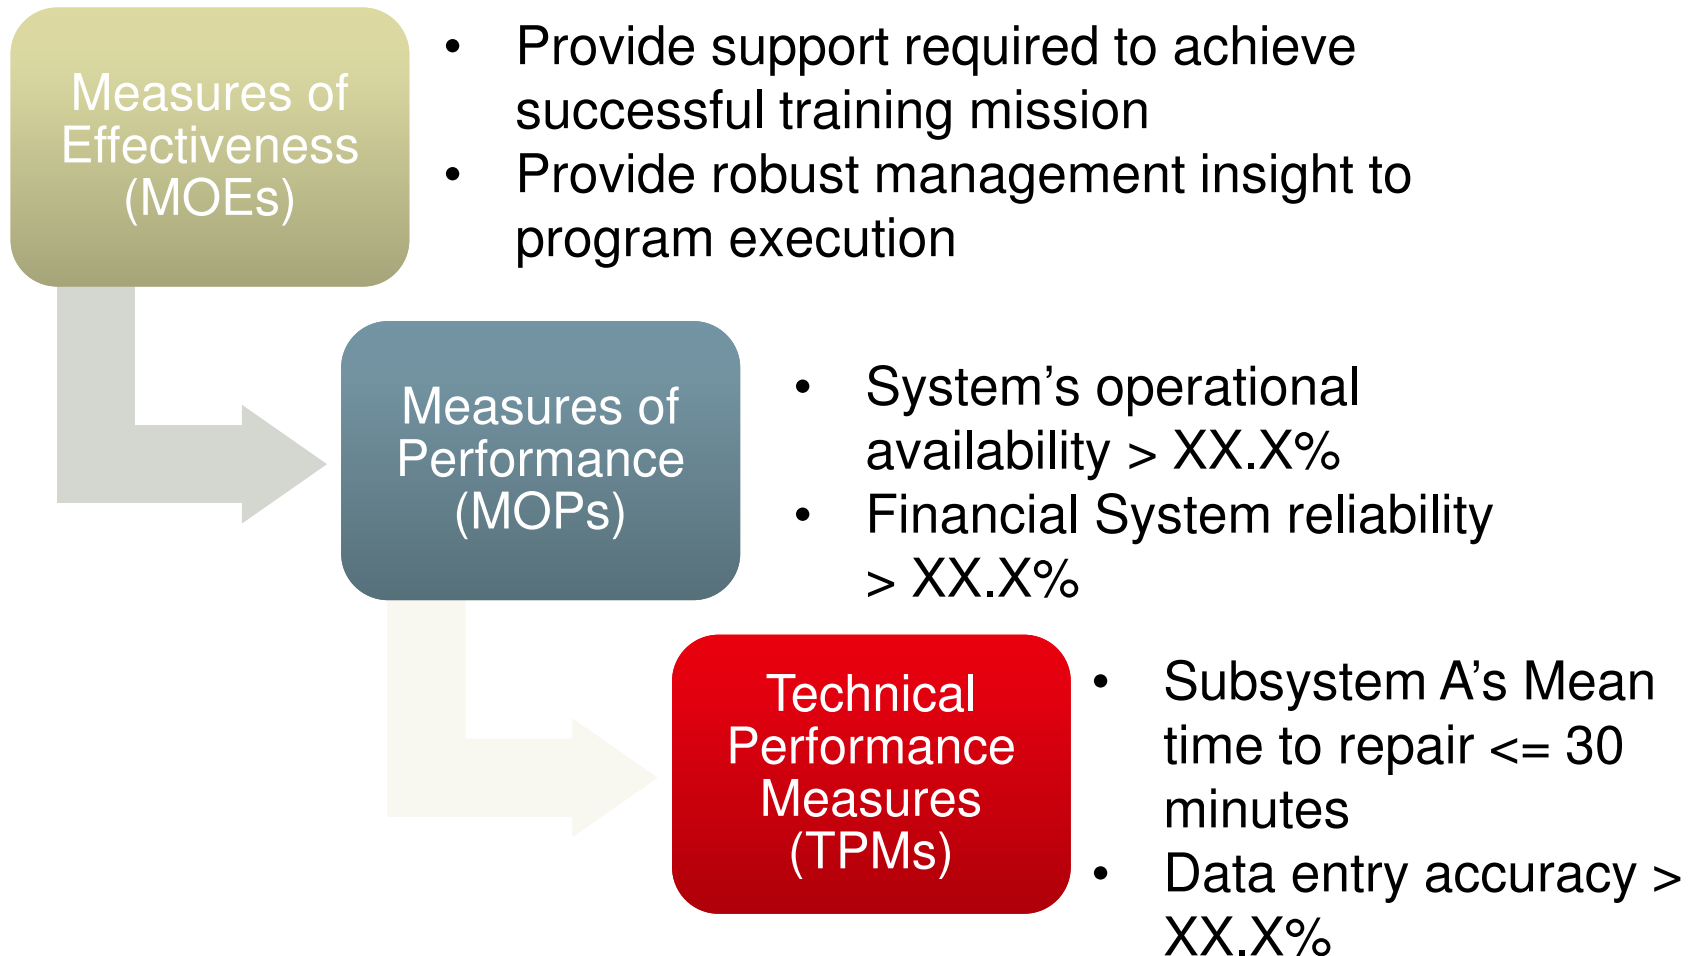 Measures of
Effectiveness
(MOEs)
• Provide support required to achieve
successful training mission
• Provide robust management insight to
program execution
Measures of
Performance
(MOPs)
• System’s operational
availability > XX.X%
• Financial System reliability
> XX.X%
Technical
Performance
Measures
(TPMs)
• Subsystem A’s Mean
time to repair <= 30
minutes
• Data entry accuracy >
XX.X%